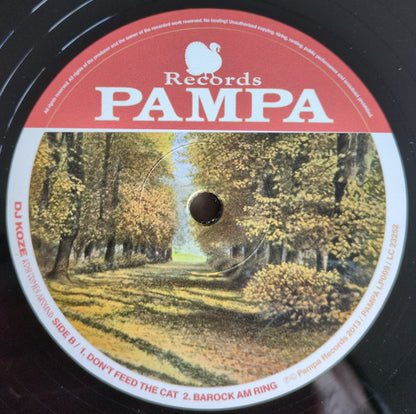 All rights reserved. All rights of the producer and the owner of the recorded work reserved. No lending! Unauthorised copying, hiring, renting, public performance and broadcast prohibited.
Records
PAMPA
DJ KOZE SIDE B / 1. DON'T FEED THE CAT 2. BAROCK AM RING
℗© Pampa Records 2013 / PAMPA LP009 / LC 23552